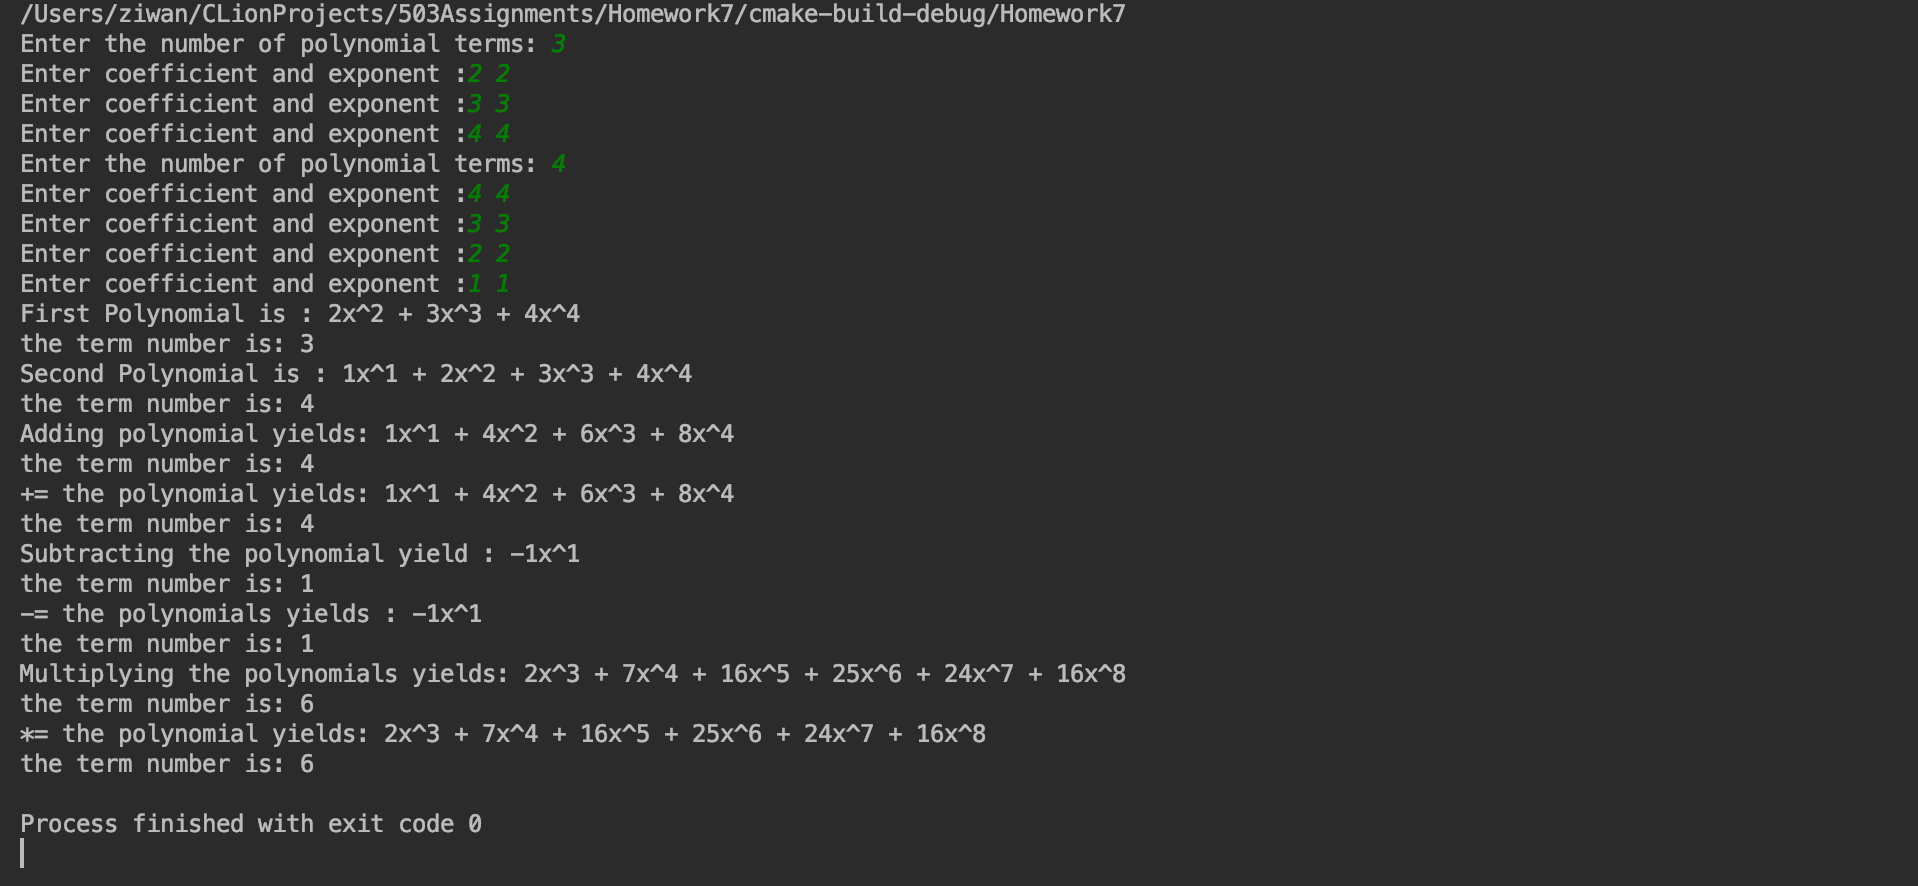 /Users/ziwan/CLionProjects/503Assignments/Homework7/cmake-build-debug/Homework7
Enter the number of polynomial terms: 3
Enter coefficient and exponent :2 2
Enter coefficient and exponent :3 3
Enter coefficient and exponent :4 4
Enter the number of polynomial terms: 4
Enter coefficient and exponent :4 4
Enter coefficient and exponent :3 3
Enter coefficient and exponent :2 2
Enter coefficient and exponent :1 1
First Polynomial is : 2x^2 + 3x^3 + 4x^4
the term number is: 3
Second Polynomial is : 1x^1 + 2x^2 + 3x^3 + 4x^4
the term number is: 4
Adding polynomial yields: 1x^1 + 4x^2 + 6x^3 + 8x^4
the term number is: 4
+= the polynomial yields: 1x^1 + 4x^2 + 6x^3 + 8x^4
the term number is: 4
Subtracting the polynomial yield : -1x^1
the term number is: 1
-= the polynomials yields : -1x^1
the term number is: 1
Multiplying the polynomials yields: 2x^3 + 7x^4 + 16x^5 + 25x^6 + 24x^7 + 16x^8
the term number is: 6
*= the polynomial yields: 2x^3 + 7x^4 + 16x^5 + 25x^6 + 24x^7 + 16x^8
the term number is: 6
Process finished with exit code 0